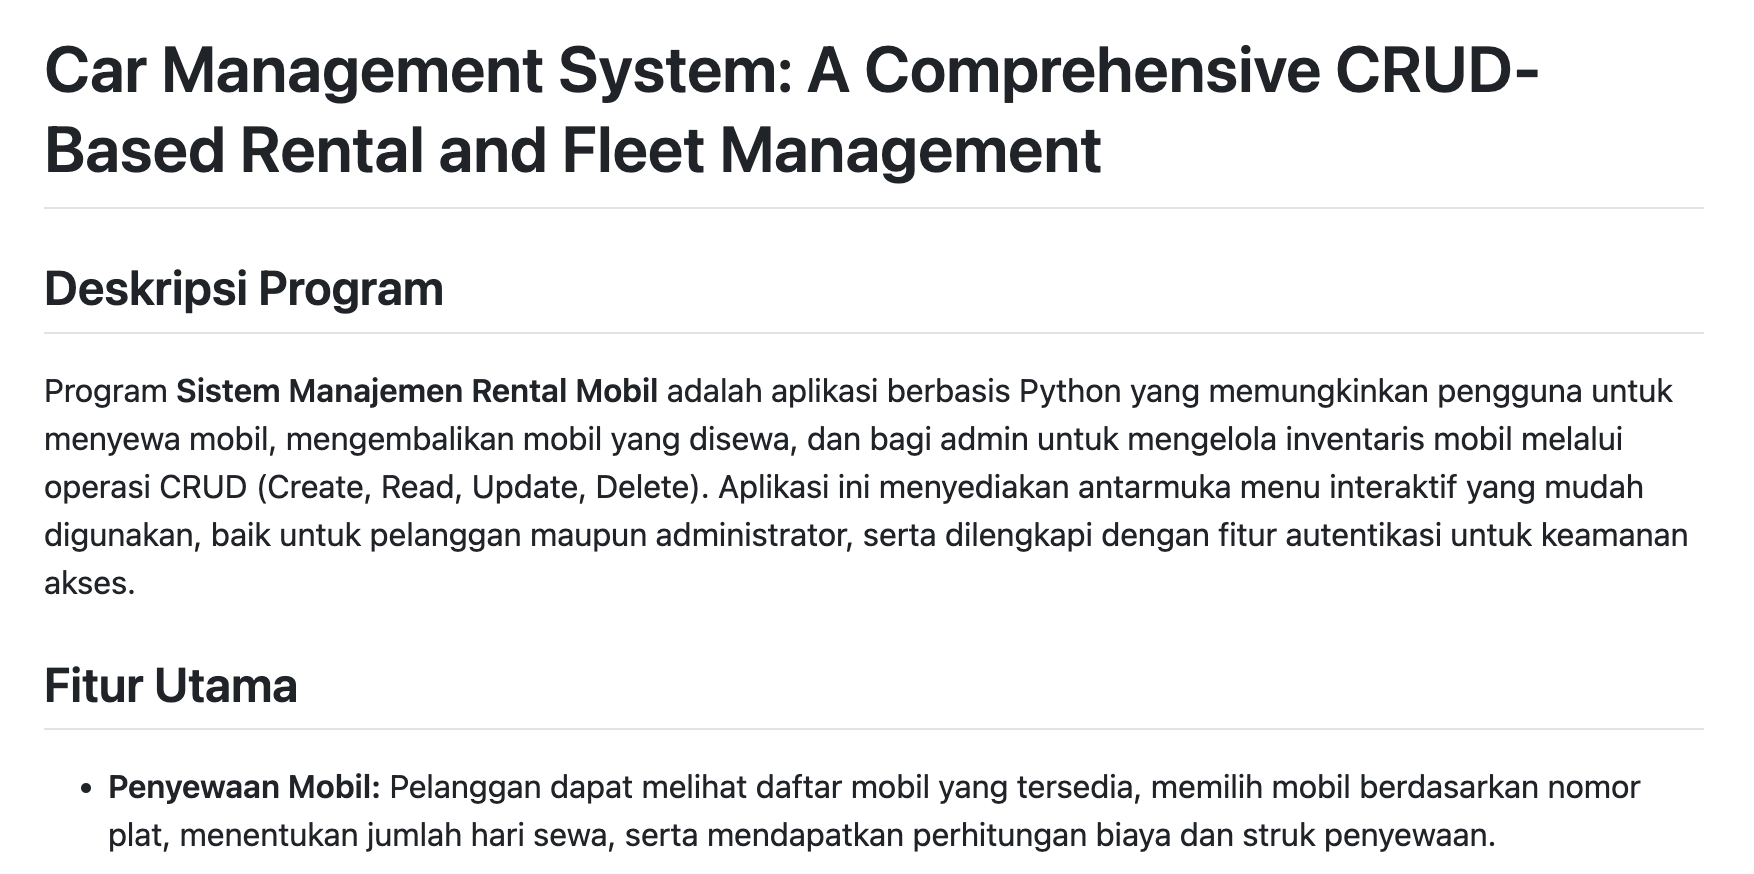 Car Management System: A Comprehensive CRUD-
Based Rental and Fleet Management
Deskripsi Program
Program Sistem Manajemen Rental Mobil adalah aplikasi berbasis Python yang memungkinkan pengguna untuk
menyewa mobil, mengembalikan mobil yang disewa, dan bagi admin untuk mengelola inventaris mobil melalui
operasi CRUD (Create, Read, Update, Delete). Aplikasi ini menyediakan antarmuka menu interaktif yang mudah
digunakan, baik untuk pelanggan maupun administrator, serta dilengkapi dengan fitur autentikasi untuk keamanan
akses.
Fitur Utama
• Penyewaan Mobil: Pelanggan dapat melihat daftar mobil yang tersedia, memilih mobil berdasarkan nomor
plat, menentukan jumlah hari sewa, serta mendapatkan perhitungan biaya dan struk penyewaan.